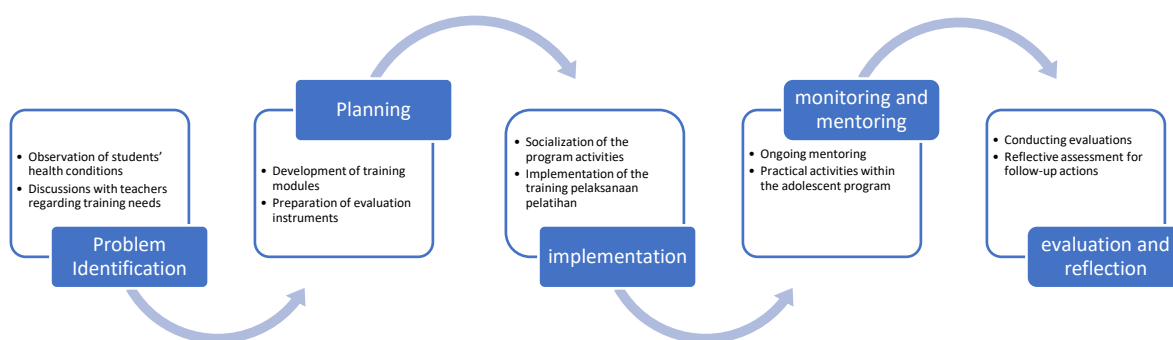 • Observation of students’
health conditions
• Discussions with teachers
regarding training needs
Problem
Identification
Planning
• Development of training
modules
• Preparation of evaluation
instruments
• Socialization of the
program activities
• Implementation of the
training pelaksanaan
pelatihan
implementation
monitoring and
mentoring
• Ongoing mentoring
• Practical activities within
the adolescent program
• Conducting evaluations
• Reflective assessment for
follow-up actions
evaluation and
reflection